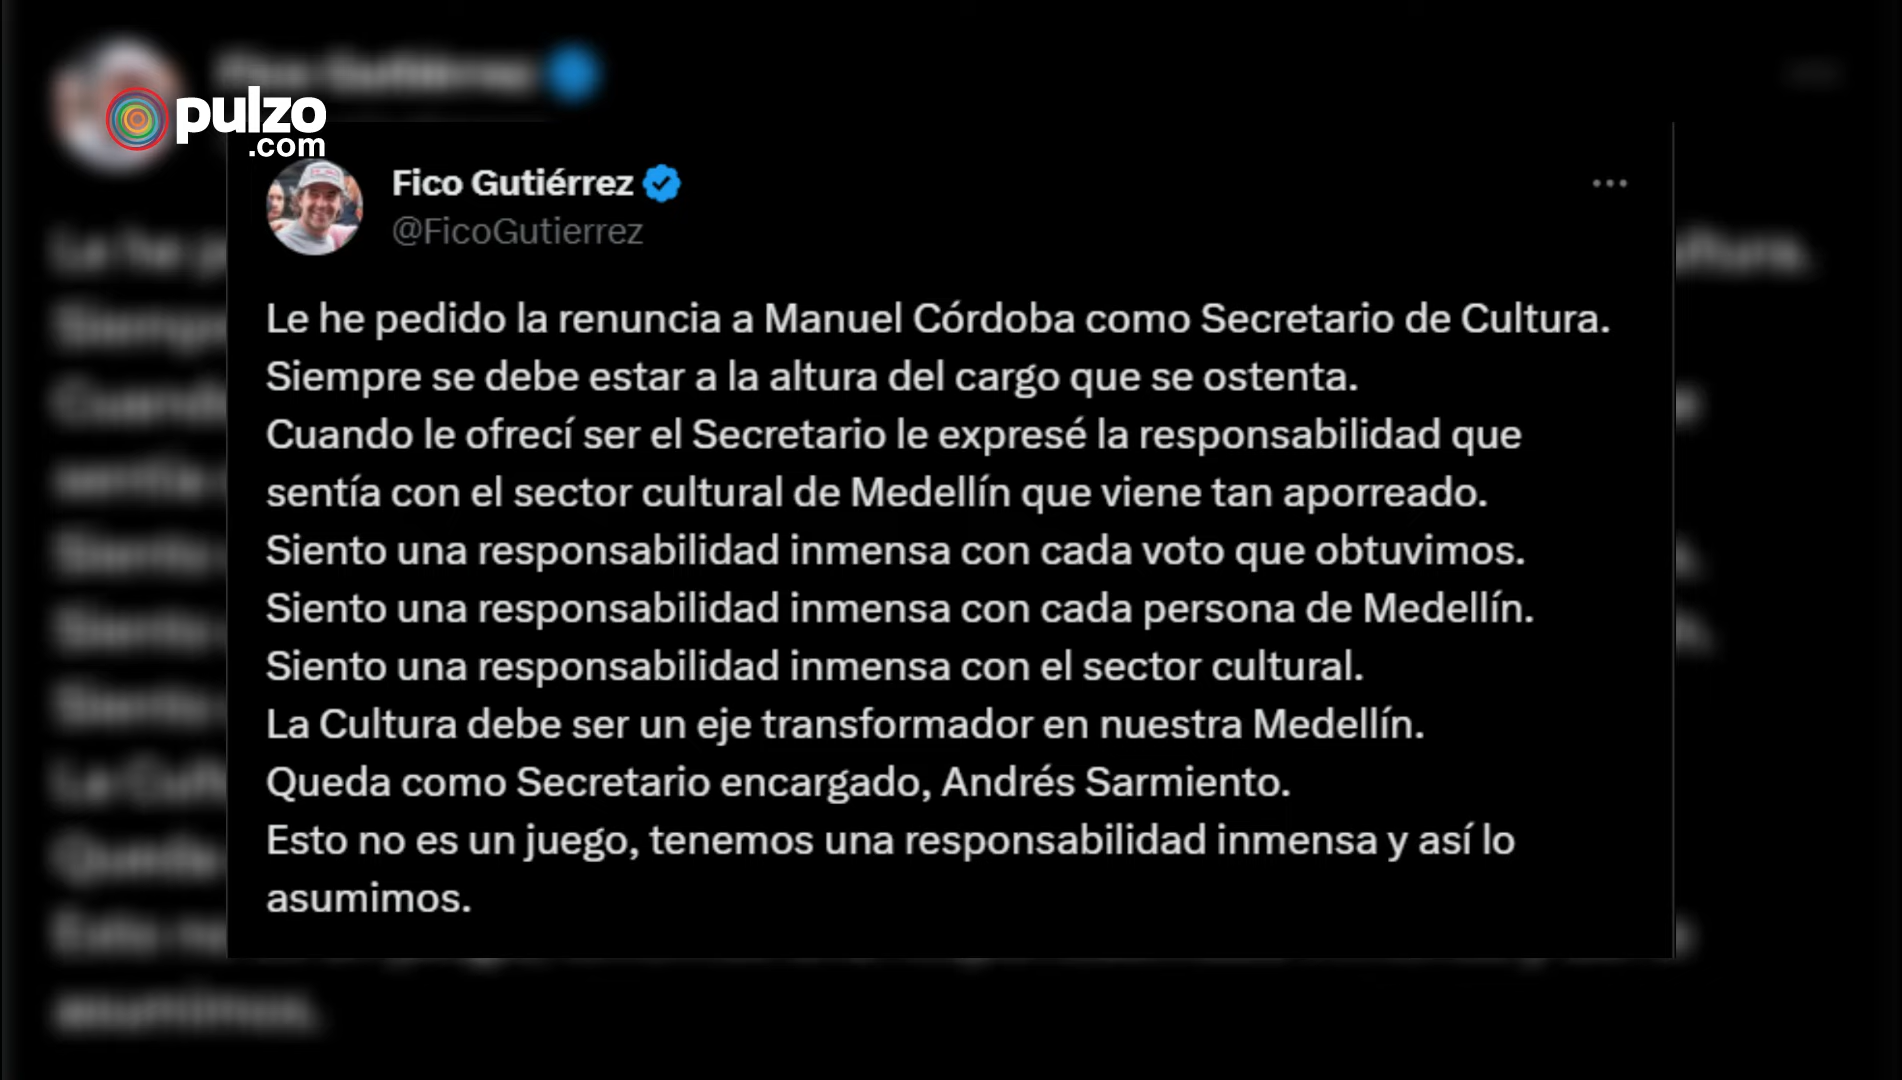 pulzo
.com
Fico Gutiérrez
@FicoGutierrez
Le he pedido la renuncia a Manuel Córdoba como Secretario de Cultura.
Siempre se debe estar a la altura del cargo que se ostenta.
Cuando le ofrecí ser el Secretario le expresé la responsabilidad que
sentía con el sector cultural de Medellín que viene tan aporreado.
Siento una responsabilidad inmensa con cada voto que obtuvimos.
Siento una responsabilidad inmensa con cada persona de Medellín.
Siento una responsabilidad inmensa con el sector cultural.
La Cultura debe ser un eje transformador en nuestra Medellín.
Queda como Secretario encargado, Andrés Sarmiento.
Esto no es un juego, tenemos una responsabilidad inmensa y así lo
asumimos.